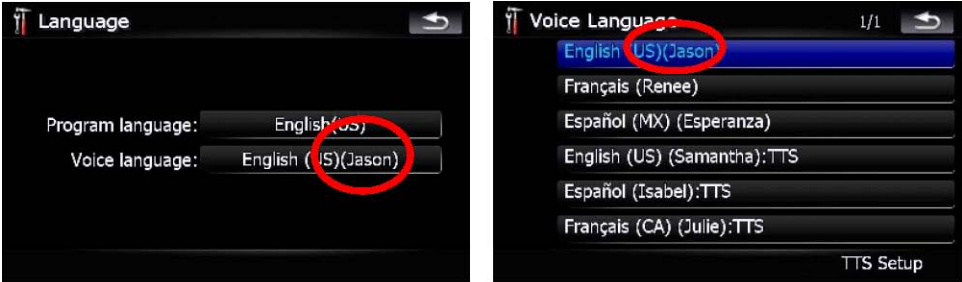 Language
Program language: English(US)
Voice language: English (US)(Jason)
Voice Language 1/1
English (US)(Jason)
Français (Renee)
Español (MX) (Esperanza)
English (US) (Samantha):TTS
Español (Isabel):TTS
Français (CA) (Julie):TTS
TTS Setup